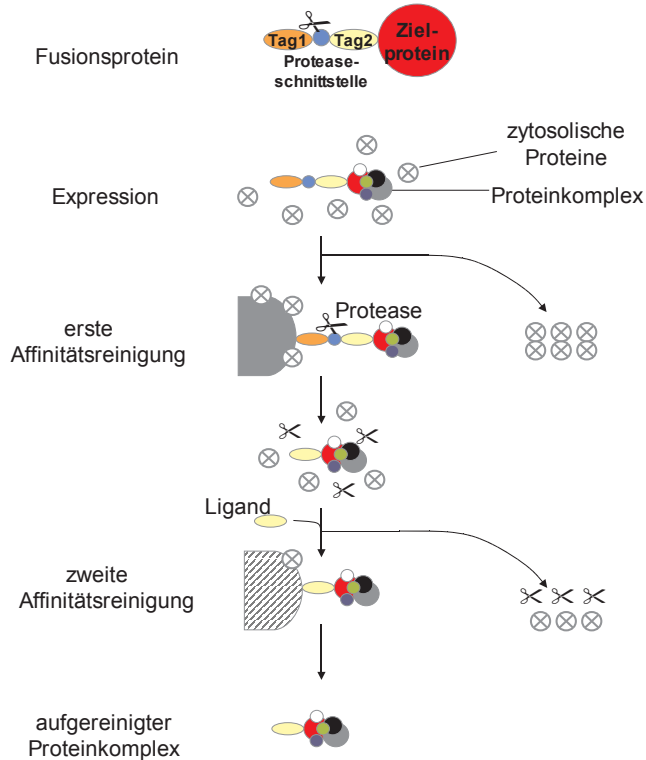 Fusionsprotein
Tag1
Tag2
Ziel-
protein
Protease-
schnittstelle
Expression
zytosolische
Proteine
Proteinkomplex
erste
Affinitätsreinigung
Protease
Ligand
zweite
Affinitätsreinigung
aufgereinigter
Proteinkomplex